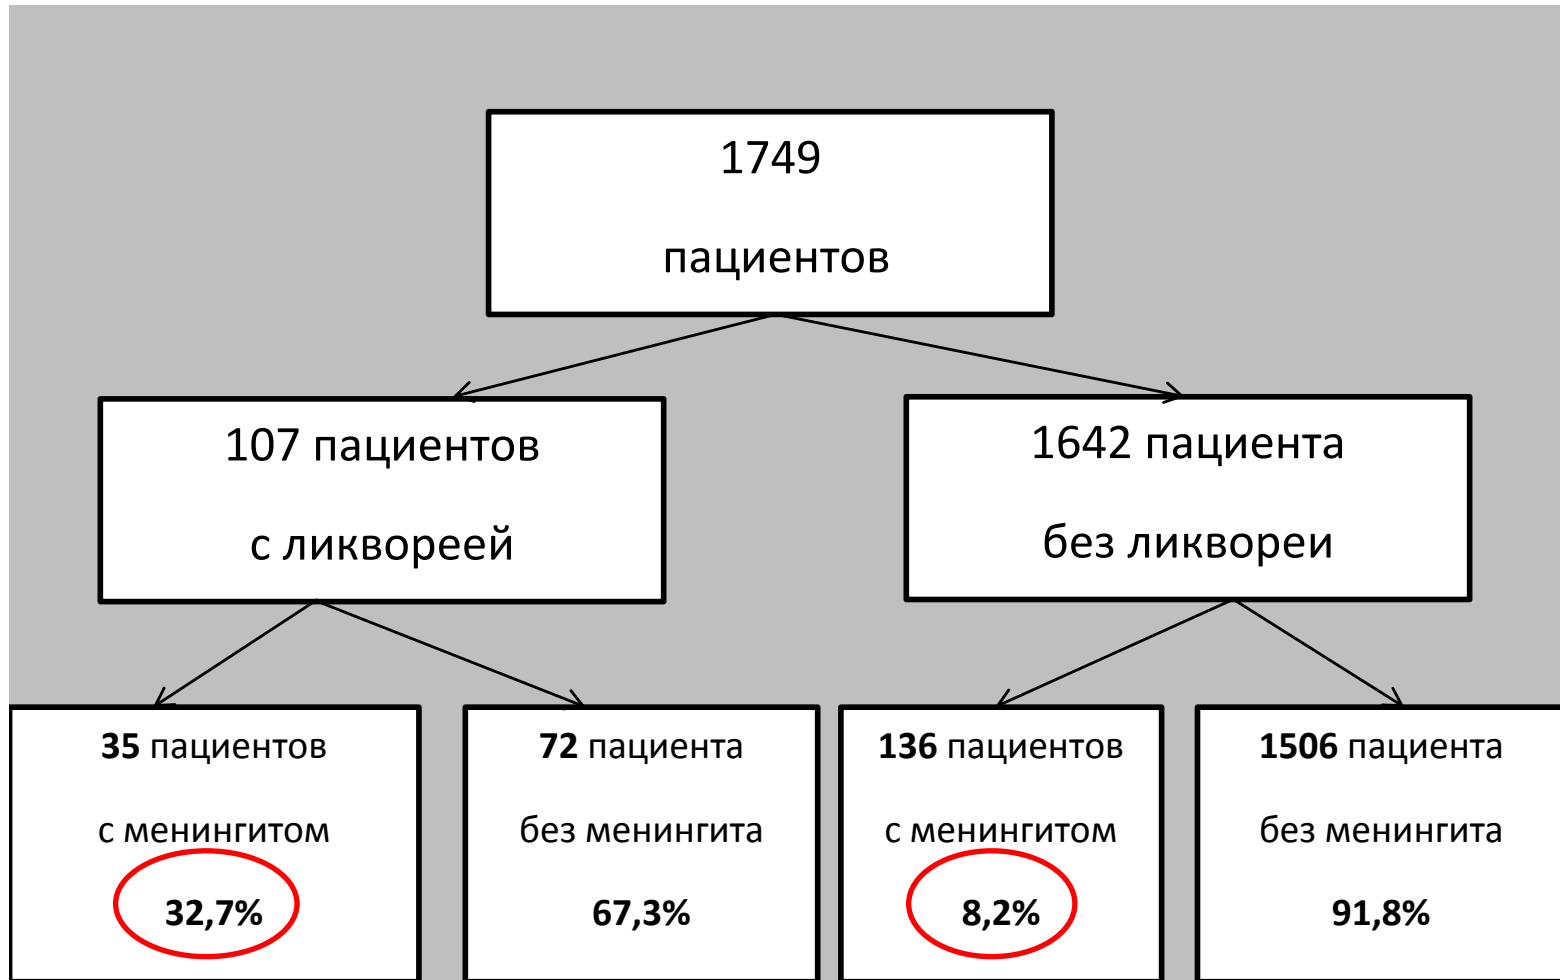 1749
пациентов
107 пациентов
с ликвореей
1642 пациента
без ликвореи
35 пациентов
с менингитом
32,7%
72 пациента
без менингита
67,3%
136 пациентов
с менингитом
8,2%
1506 пациента
без менингита
91,8%